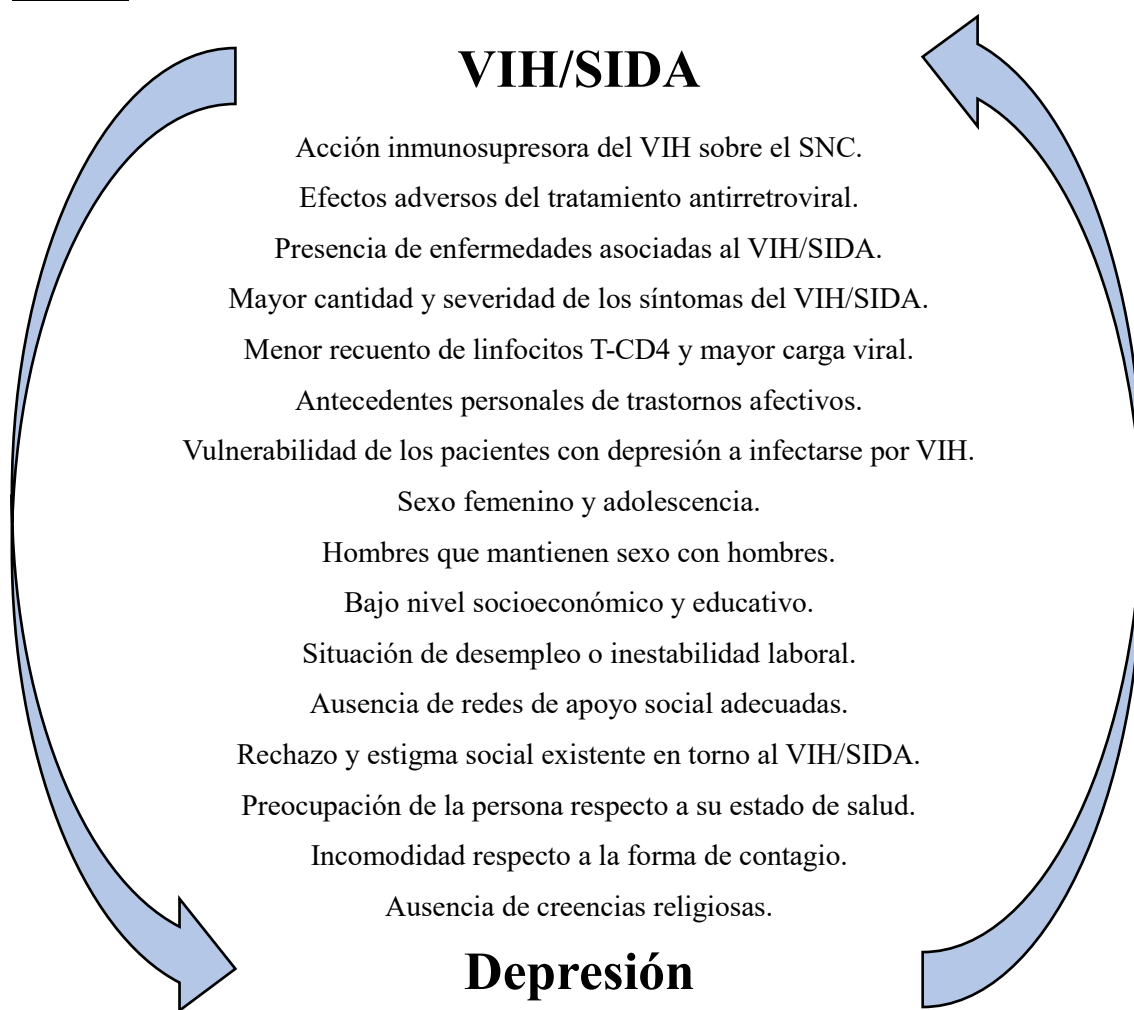 VIH/SIDA
Acción inmunosupresora del VIH sobre el SNC.
Efectos adversos del tratamiento antirretroviral.
Presencia de enfermedades asociadas al VIH/SIDA.
Mayor cantidad y severidad de los síntomas del VIH/SIDA.
Menor recuento de linfocitos T-CD4 y mayor carga viral.
Antecedentes personales de trastornos afectivos.
Vulnerabilidad de los pacientes con depresión a infectarse por VIH.
Sexo femenino y adolescencia.
Hombres que mantienen sexo con hombres.
Bajo nivel socioeconómico y educativo.
Situación de desempleo o inestabilidad laboral.
Ausencia de redes de apoyo social adecuadas.
Rechazo y estigma social existente en torno al VIH/SIDA.
Preocupación de la persona respecto a su estado de salud.
Incomodidad respecto a la forma de contagio.
Ausencia de creencias religiosas.
Depresión